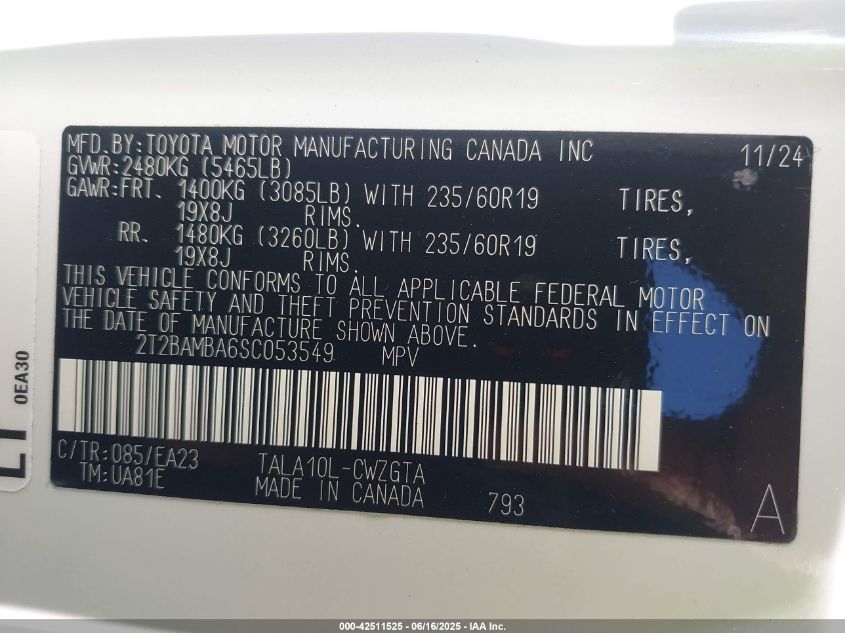 MFD.BY:TOYOTA MOTOR MANUFACTURING CANADA INC 11/24
GVWR:2480KG (5465LB)
GAWR:FRT. 1400KG (3085LB) WITH 235/60R19 TIRES,
19X8J RIMS.
RR. 1480KG (3260LB) WITH 235/60R19 TIRES,
19X8J RIMS.
THIS VEHICLE CONFORMS TO ALL APPLICABLE FEDERAL MOTOR
VEHICLE SAFETY AND THEFT PREVENTION STANDARDS IN EFFECT ON
THE DATE OF MANUFACTURE SHOWN ABOVE.
2T2BAMBA6SC053549 MPV
C/TR:085/EA23 TALA10L-CWZGTA
TM:UA81E MADE IN CANADA 793 A
0EA30
000-42511525 - 06/16/2025 - IAA Inc.